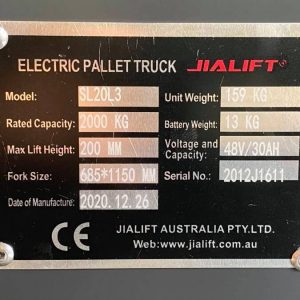 ELECTRIC PALLET TRUCK JIALIFT®
Model: SL20L3 Unit Weight: 159 KG
Rated Capacity: 2000 KG Battery Weight: 13 KG
Max Lift Height: 200 MM Voltage and Capacity: 48V/30AH
Fork Size: 685*1150 MM Serial No.: 2012J1611
Date of Manufacture: 2020.12.26
CE
JIALIFT AUSTRALIA PTY.LTD.
Web:www.jialift.com.au